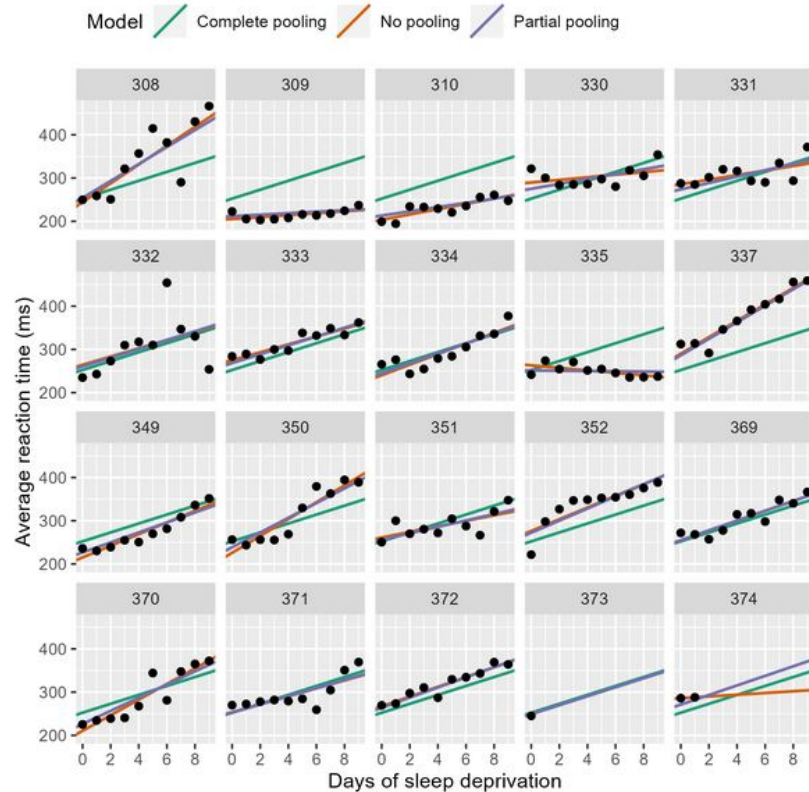 Model Complete pooling No pooling Partial pooling
308 309 310 330 331
400
300
200
332 333 334 335 337
400
300
200
349 350 351 352 369
400
300
200
370 371 372 373 374
400
300
200
0 2 4 6 8 0 2 4 6 8 0 2 4 6 8 0 2 4 6 8 0 2 4 6 8
Average reaction time (ms)
Days of sleep deprivation